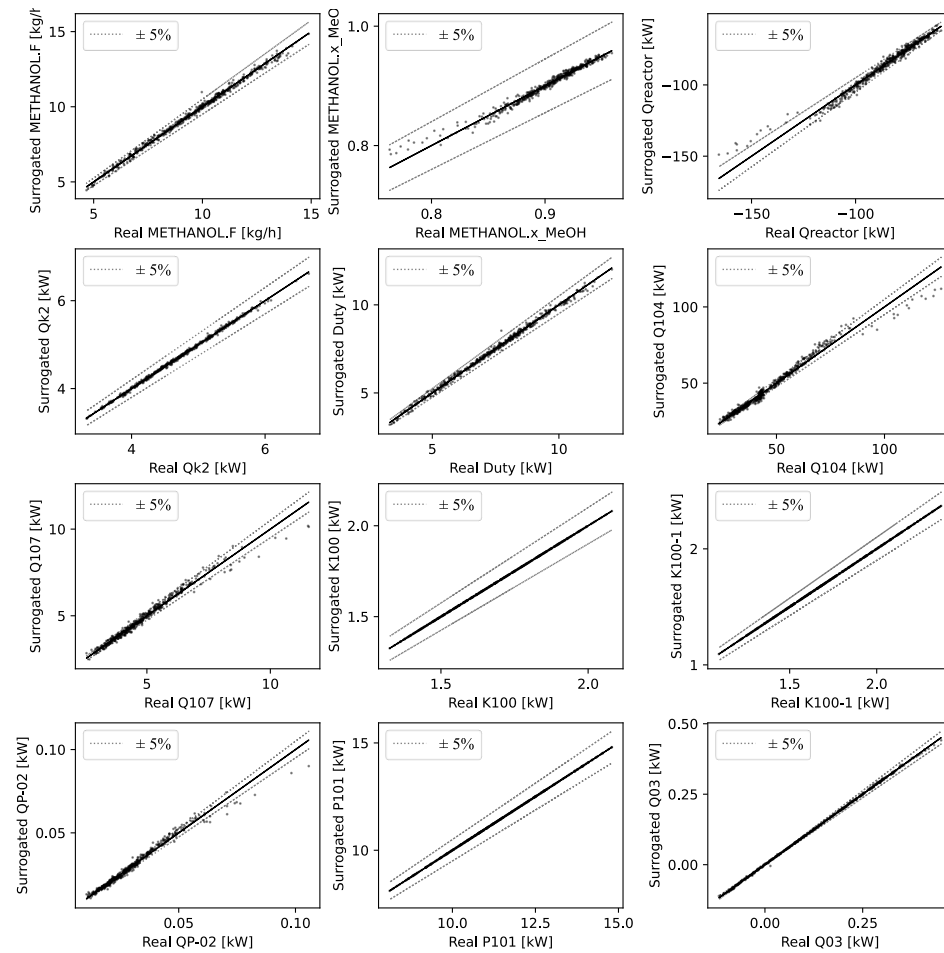 Surrogated METHANOL.F [kg/h]
15
10
5
± 5%
5
10
15
Real METHANOL.F [kg/h]
Surrogated METHANOL.x_MeO
1.0
0.8
± 5%
0.8
0.9
Real METHANOL.x_MeOH
Surrogated Qreactor [kW]
−100
−150
± 5%
−150
−100
Real Qreactor [kW]
Surrogated Qk2 [kW]
6
4
± 5%
4
5
6
Real Qk2 [kW]
Surrogated Duty [kW]
10
5
± 5%
5
10
Real Duty [kW]
Surrogated Q104 [kW]
100
50
± 5%
50
100
Real Q104 [kW]
Surrogated Q107 [kW]
10
5
± 5%
5
10
Real Q107 [kW]
Surrogated K100 [kW]
2.0
1.5
± 5%
1.5
2.0
Real K100 [kW]
Surrogated K100-1 [kW]
2
1
± 5%
1.5
2.0
Real K100-1 [kW]
Surrogated QP-02 [kW]
0.10
0.05
± 5%
0.05
0.10
Real QP-02 [kW]
Surrogated P101 [kW]
15
10
± 5%
10.0
12.5
15.0
Real P101 [kW]
Surrogated Q03 [kW]
0.50
0.25
0.00
± 5%
0.00
0.25
Real Q03 [kW]